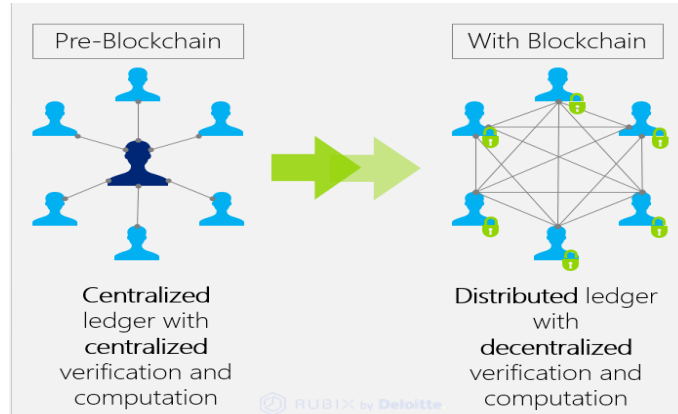 Pre-Blockchain
With Blockchain
Centralized
ledger with
centralized
verification and
computation
Distributed ledger
with
decentralized
verification and
computation
RUBIX by Deloitte